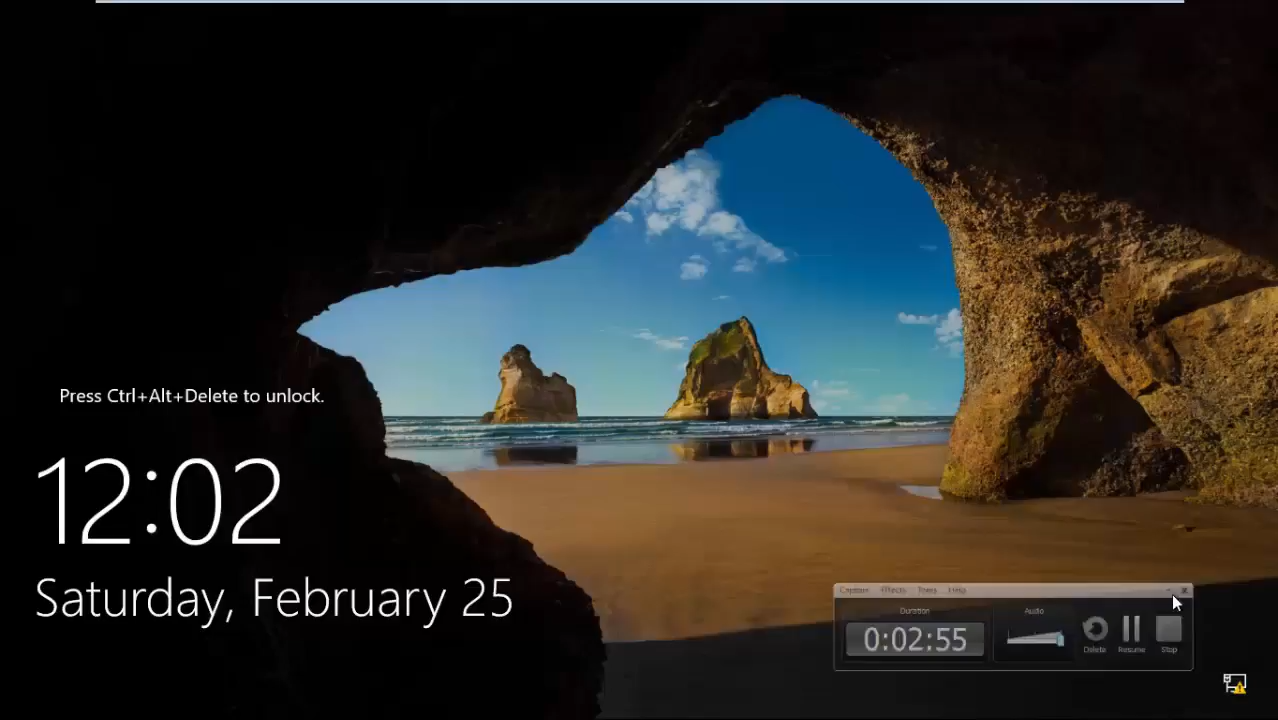 Press Ctrl+Alt+Delete to unlock.
12:02
Saturday, February 25
Capture Effects Tools Help
Duration Audio
0:02:55
Delete Resume Stop